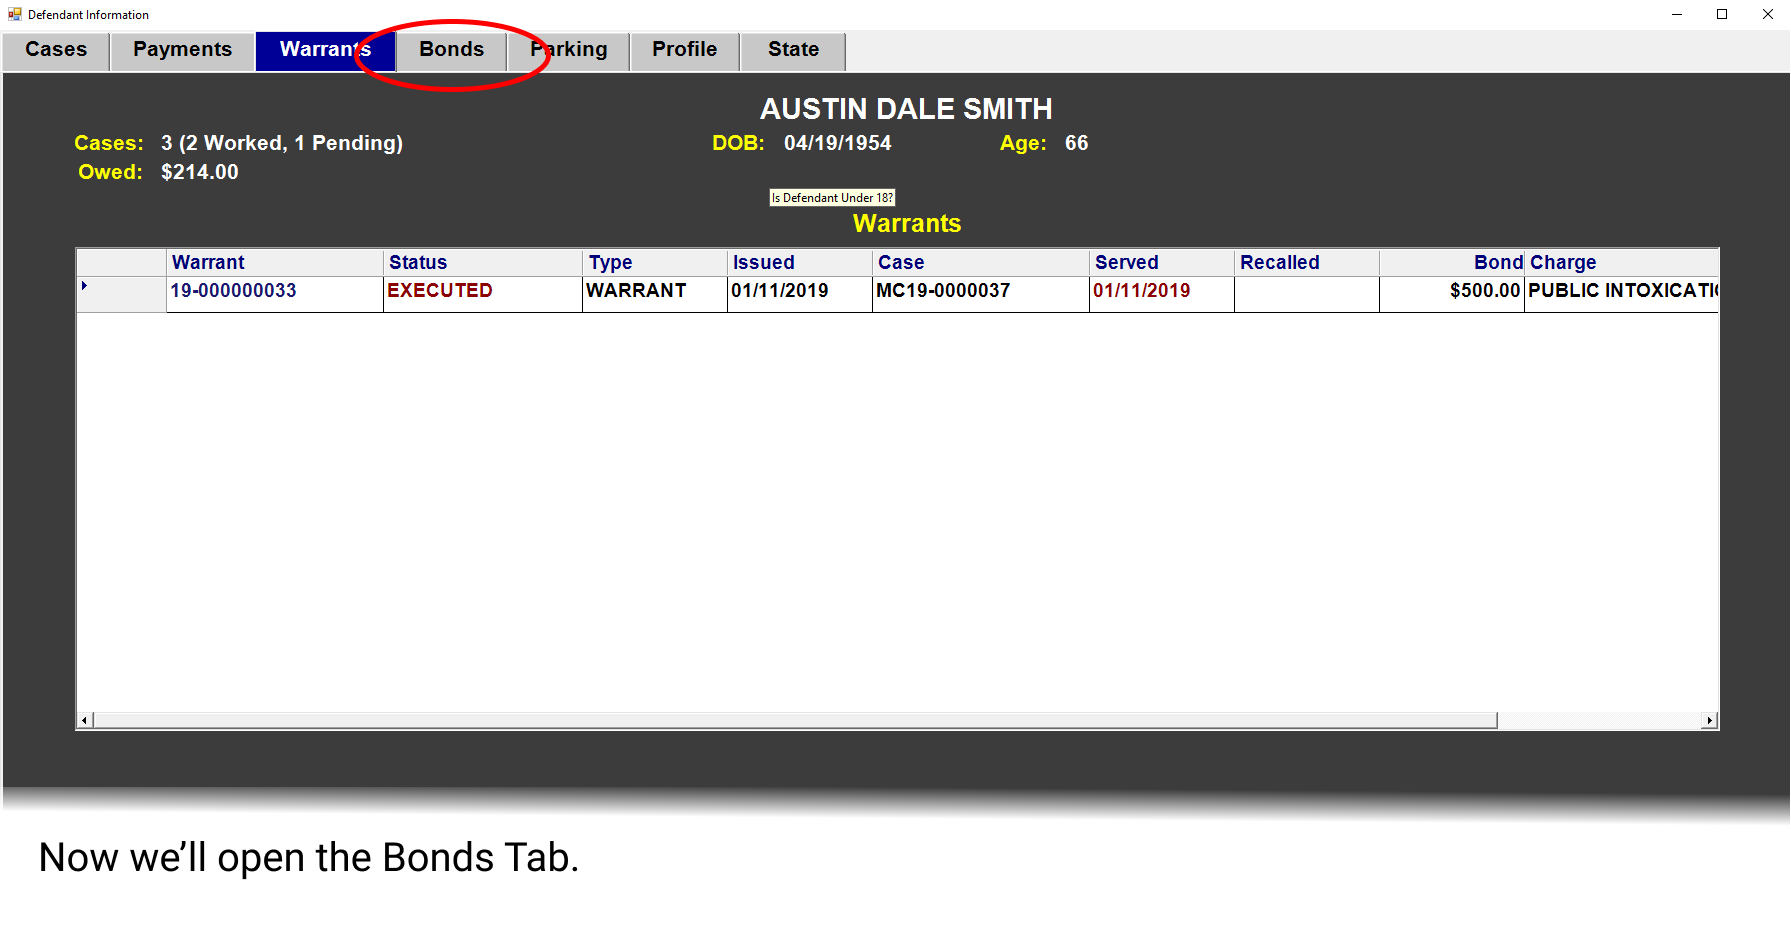 Defendant Information
Cases Payments Warrants Bonds Parking Profile State
AUSTIN DALE SMITH
Cases: 3 (2 Worked, 1 Pending) DOB: 04/19/1954 Age: 66
Owed: $214.00
Is Defendant Under 18?
Warrants
Warrant Status Type Issued Case Served Recalled Bond Charge
19-000000033 EXECUTED WARRANT 01/11/2019 MC19-0000037 01/11/2019 $500.00 PUBLIC INTOXICATI
Now we’ll open the Bonds Tab.